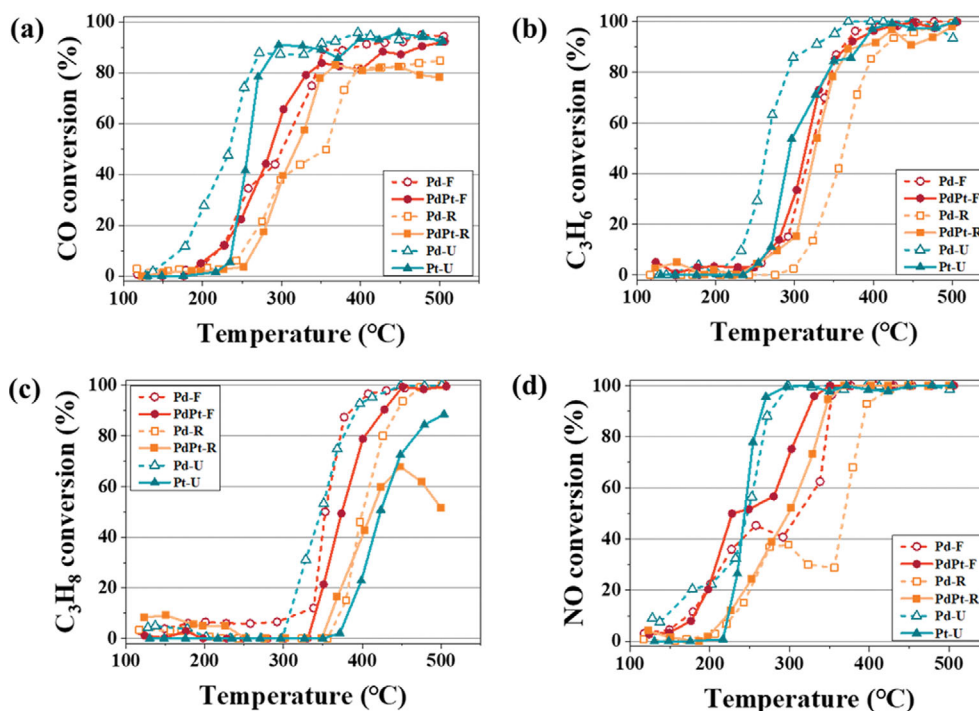 (a)
CO conversion (%)
100
80
60
40
20
0
Pd-F
PdPt-F
Pd-R
PdPt-R
Pd-U
Pt-U
100 200 300 400 500
Temperature (°C)
(b)
C₃H₆ conversion (%)
100
80
60
40
20
0
Pd-F
PdPt-F
Pd-R
PdPt-R
Pd-U
Pt-U
100 200 300 400 500
Temperature (°C)
(c)
C₃H₈ conversion (%)
100
80
60
40
20
0
Pd-F
PdPt-F
Pd-R
PdPt-R
Pd-U
Pt-U
100 200 300 400 500
Temperature (°C)
(d)
NO conversion (%)
100
80
60
40
20
0
Pd-F
PdPt-F
Pd-R
PdPt-R
Pd-U
Pt-U
100 200 300 400 500
Temperature (°C)